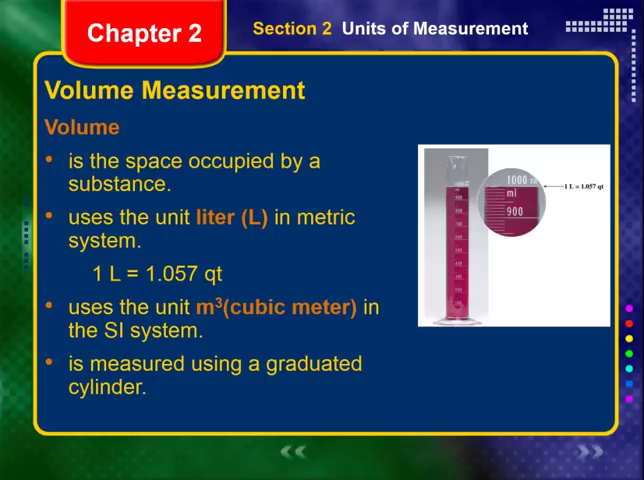 Chapter 2
Section 2 Units of Measurement
Volume Measurement
Volume
• is the space occupied by a
substance.
• uses the unit liter (L) in metric
system.
1 L = 1.057 qt
• uses the unit m³(cubic meter) in
the SI system.
• is measured using a graduated
cylinder.
1000
ml
900
1 L = 1.057 qt